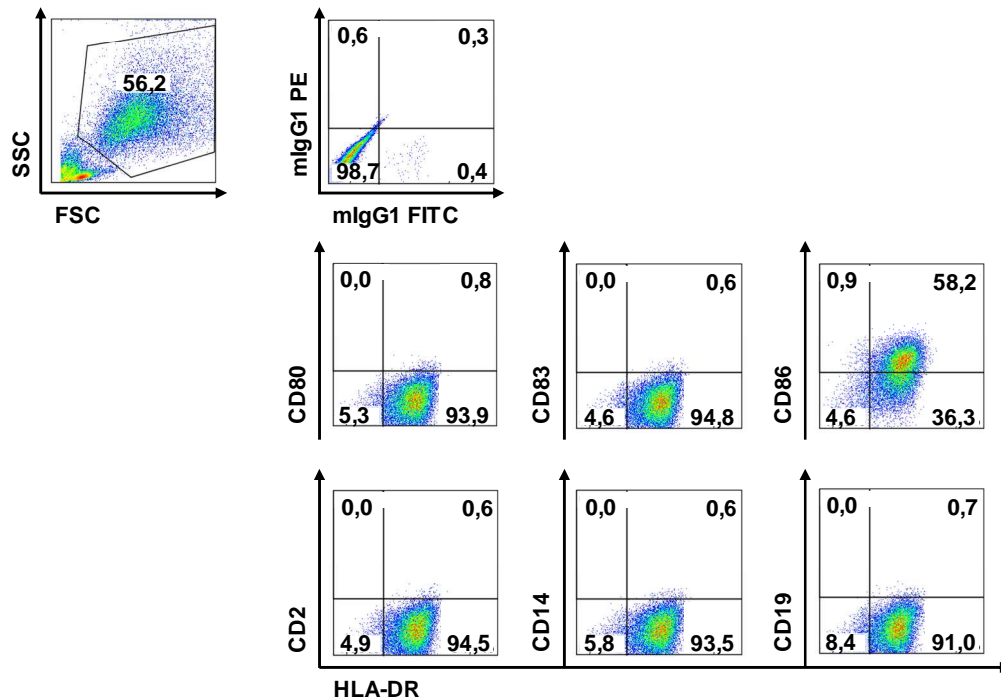 SSC
56,2
FSC
mIgG1 PE
0,6 0,3
98,7 0,4
mIgG1 FITC
CD80
0,0 0,8
5,3 93,9
CD83
0,0 0,6
4,6 94,8
CD86
0,9 58,2
4,6 36,3
CD2
0,0 0,6
4,9 94,5
CD14
0,0 0,6
5,8 93,5
CD19
0,0 0,7
8,4 91,0
HLA-DR